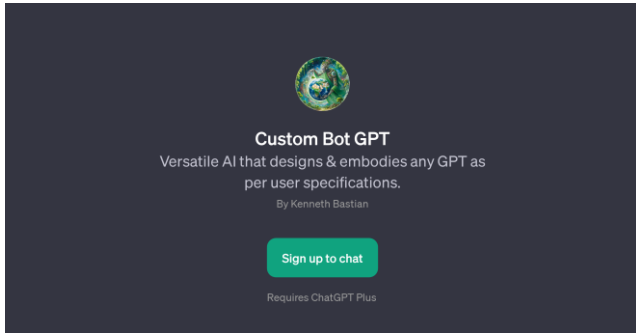 Custom Bot GPT
Versatile AI that designs & embodies any GPT as
per user specifications.
By Kenneth Bastian
Sign up to chat
Requires ChatGPT Plus